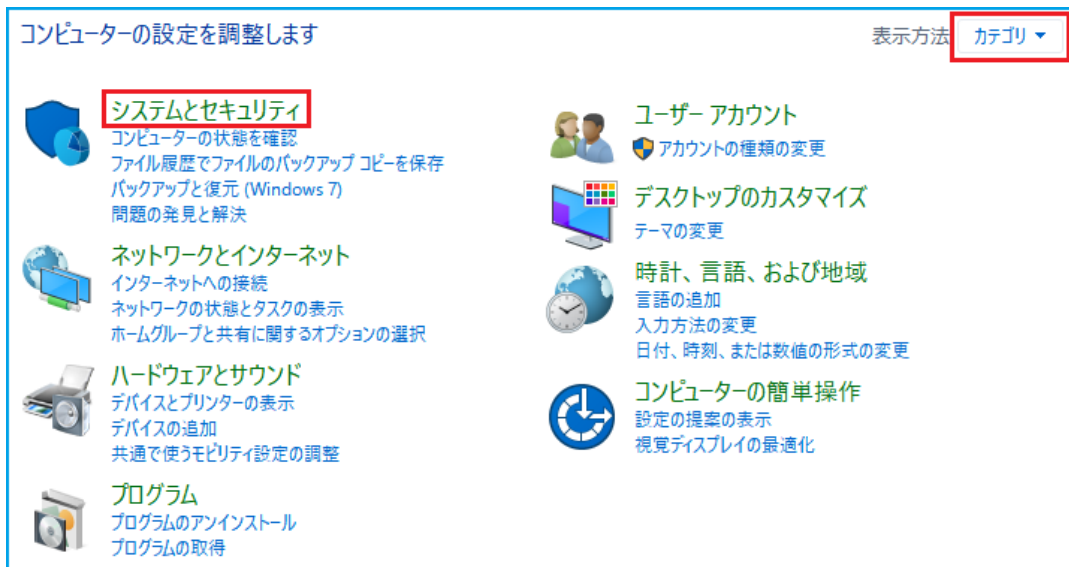 コンピューターの設定を調整します
表示方法: カテゴリ
システムとセキュリティ
コンピューターの状態を確認
ファイル履歴でファイルのバックアップ コピーを保存
バックアップと復元 (Windows 7)
問題の発見と解決
ネットワークとインターネット
インターネットへの接続
ネットワークの状態とタスクの表示
ホームグループと共有に関するオプションの選択
ハードウェアとサウンド
デバイスとプリンターの表示
デバイスの追加
共通で使うモビリティ設定の調整
プログラム
プログラムのアンインストール
プログラムの取得
ユーザー アカウント
アカウントの種類の変更
デスクトップのカスタマイズ
テーマの変更
時計、言語、および地域
言語の追加
入力方法の変更
日付、時刻、または数値の形式の変更
コンピューターの簡単操作
設定の提案の表示
視覚ディスプレイの最適化